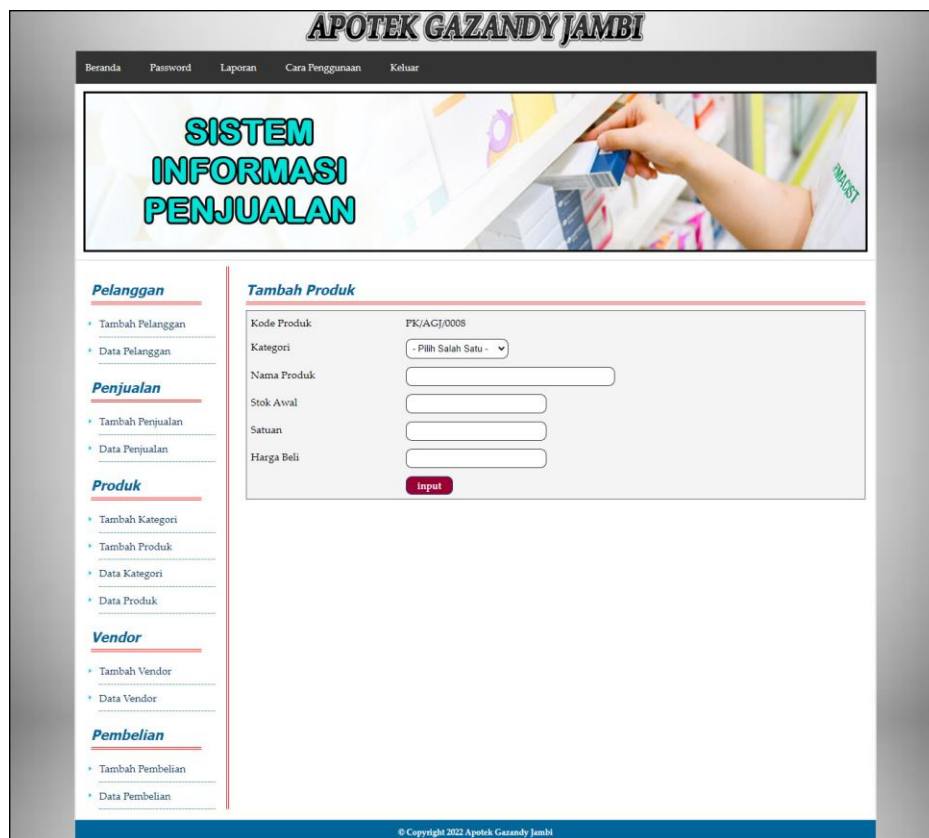 APOTEK GAZANDY JAMBI
Beranda Password Laporan Cara Penggunaan Keluar
SISTEM
INFORMASI
PENJUALAN
MACIST
Pelanggan
Tambah Pelanggan
Data Pelanggan
Penjualan
Tambah Penjualan
Data Penjualan
Produk
Tambah Kategori
Tambah Produk
Data Kategori
Data Produk
Vendor
Tambah Vendor
Data Vendor
Pembelian
Tambah Pembelian
Data Pembelian
Tambah Produk
Kode Produk PK/AGJ/0008
Kategori - Pilih Salah Satu -
Nama Produk
Stok Awal
Satuan
Harga Beli
input
© Copyright 2022 Apotek Gazandy Jambi